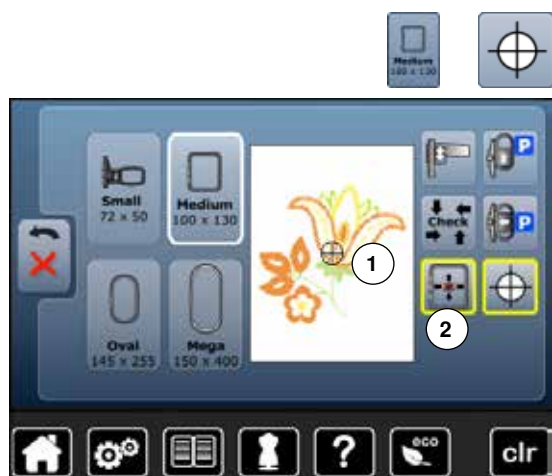 Medium
100 x 130
Small
72 x 50
Medium
100 x 130
P
Check
P
1
2
Oval
145 x 255
Mega
150 x 400
?
eco
clr